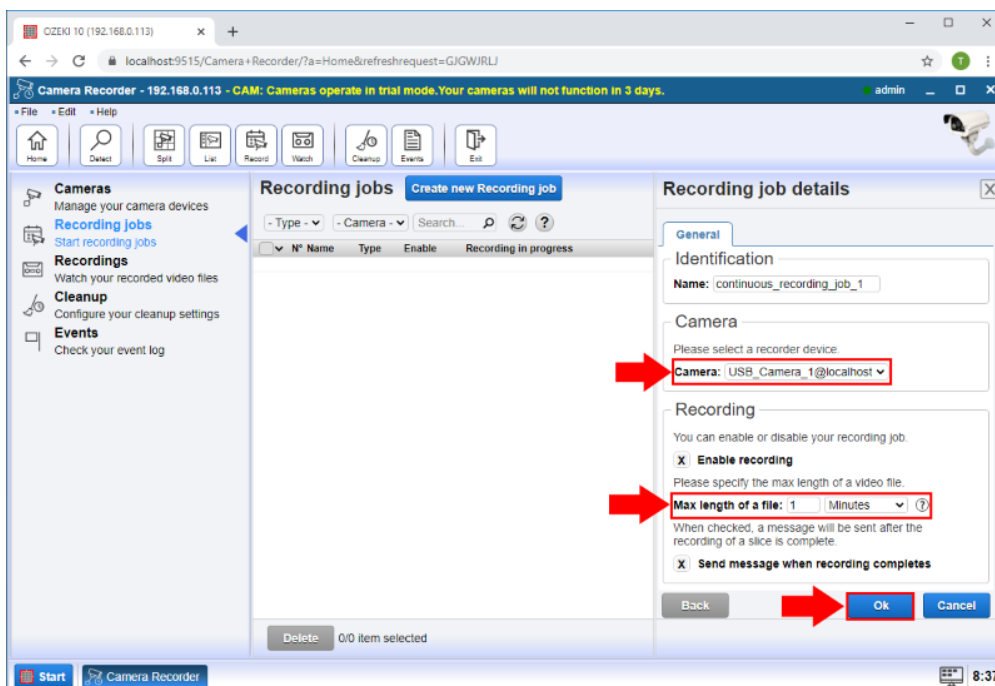 OZEKI 10 (192.168.0.113)
localhost:9515/Camera+Recorder/?a=Home&refreshrequest=GJGWJRLJ
T
Camera Recorder - 192.168.0.113 - CAM: Cameras operate in trial mode.Your cameras will not function in 3 days.
admin
File Edit Help
Home Detect Split List Record Watch Cleanup Events Exit
Cameras
Manage your camera devices
Recording jobs
Start recording jobs
Recordings
Watch your recorded video files
Cleanup
Configure your cleanup settings
Events
Check your event log
Recording jobs Create new Recording job
- Type - - Camera - Search... ?
N° Name Type Enable Recording in progress
Delete 0/0 item selected
Recording job details X
General
Identification
Name: continuous_recording_job_1
Camera
Please select a recorder device.
Camera: USB_Camera_1@localhost
Recording
You can enable or disable your recording job.
X Enable recording
Please specify the max length of a video file.
Max length of a file: 1 Minutes ?
When checked, a message will be sent after the
recording of a slice is complete.
X Send message when recording completes
Back Ok Cancel
Start Camera Recorder 8:37